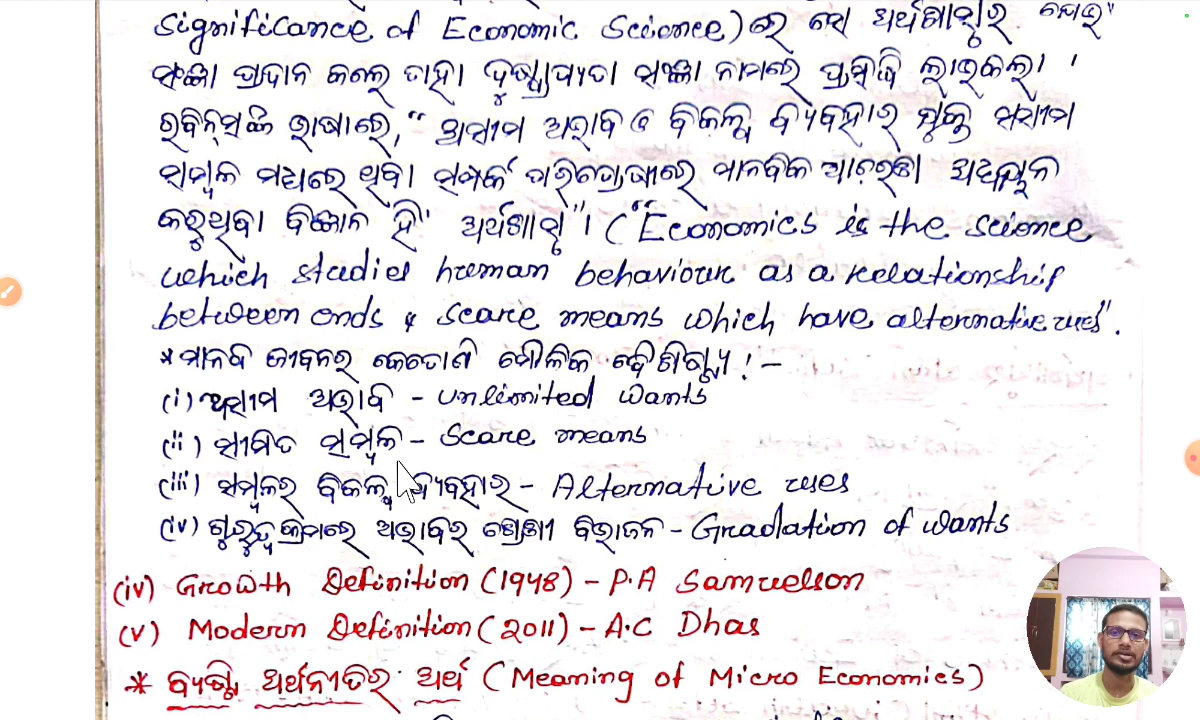 Significance of Economic Science)ରେ ସେ ଅର୍ଥଶାସ୍ତ୍ରର ଯେଉଁ
ସଂଜ୍ଞା ପ୍ରଦାନ କଲେ ତାହା ଦୁଷ୍ପ୍ରାପ୍ୟତା ସଂଜ୍ଞା ନାମରେ ପ୍ରସିଦ୍ଧି ଲାଭକଲା ।
ରବିନ୍‌ସଙ୍କ ଭାଷାରେ, “ଅସୀମ ଅଭାବ ଓ ବିକଳ୍ପ ବ୍ୟବହାର ଯୁକ୍ତ ସସୀମ
ସମ୍ବଳ ମଧ୍ୟରେ ଥିବା ସମ୍ପର୍କ ପରିପ୍ରେକ୍ଷୀରେ ମାନବିକ ଆଚରଣ ଅଧ୍ୟୟନ
କରୁଥିବା ବିଜ୍ଞାନ ହିଁ ଅର୍ଥଶାସ୍ତ୍ର"। (“Economics is the science
which studies human behaviour as a relationship
between ends & scare means which have alternative uses".
*ମାନବ ଜୀବନର କେତୋଟି ମୌଳିକ ବୈଶିଷ୍ଟ୍ୟ :-
(i) ଅସୀମ ଅଭାବ - unlimited wants
(ii) ସୀମିତ ସମ୍ବଳ - Scare means
(iii) ସମ୍ବଳର ବିକଳ୍ପ ବ୍ୟବହାର - Alternative uses
(iv) ଗୁରୁତ୍ୱ କ୍ରମରେ ଅଭାବର ଶ୍ରେଣୀ ବିଭାଜନ - Gradation of wants
(iv) Growth Definition (1948) - P.A Samuelson
(v) Modern Definition (2011) - A.C Dhas
* ବ୍ୟଷ୍ଟି ଅର୍ଥନୀତିର ଅର୍ଥ (Meaning of Micro Economics)